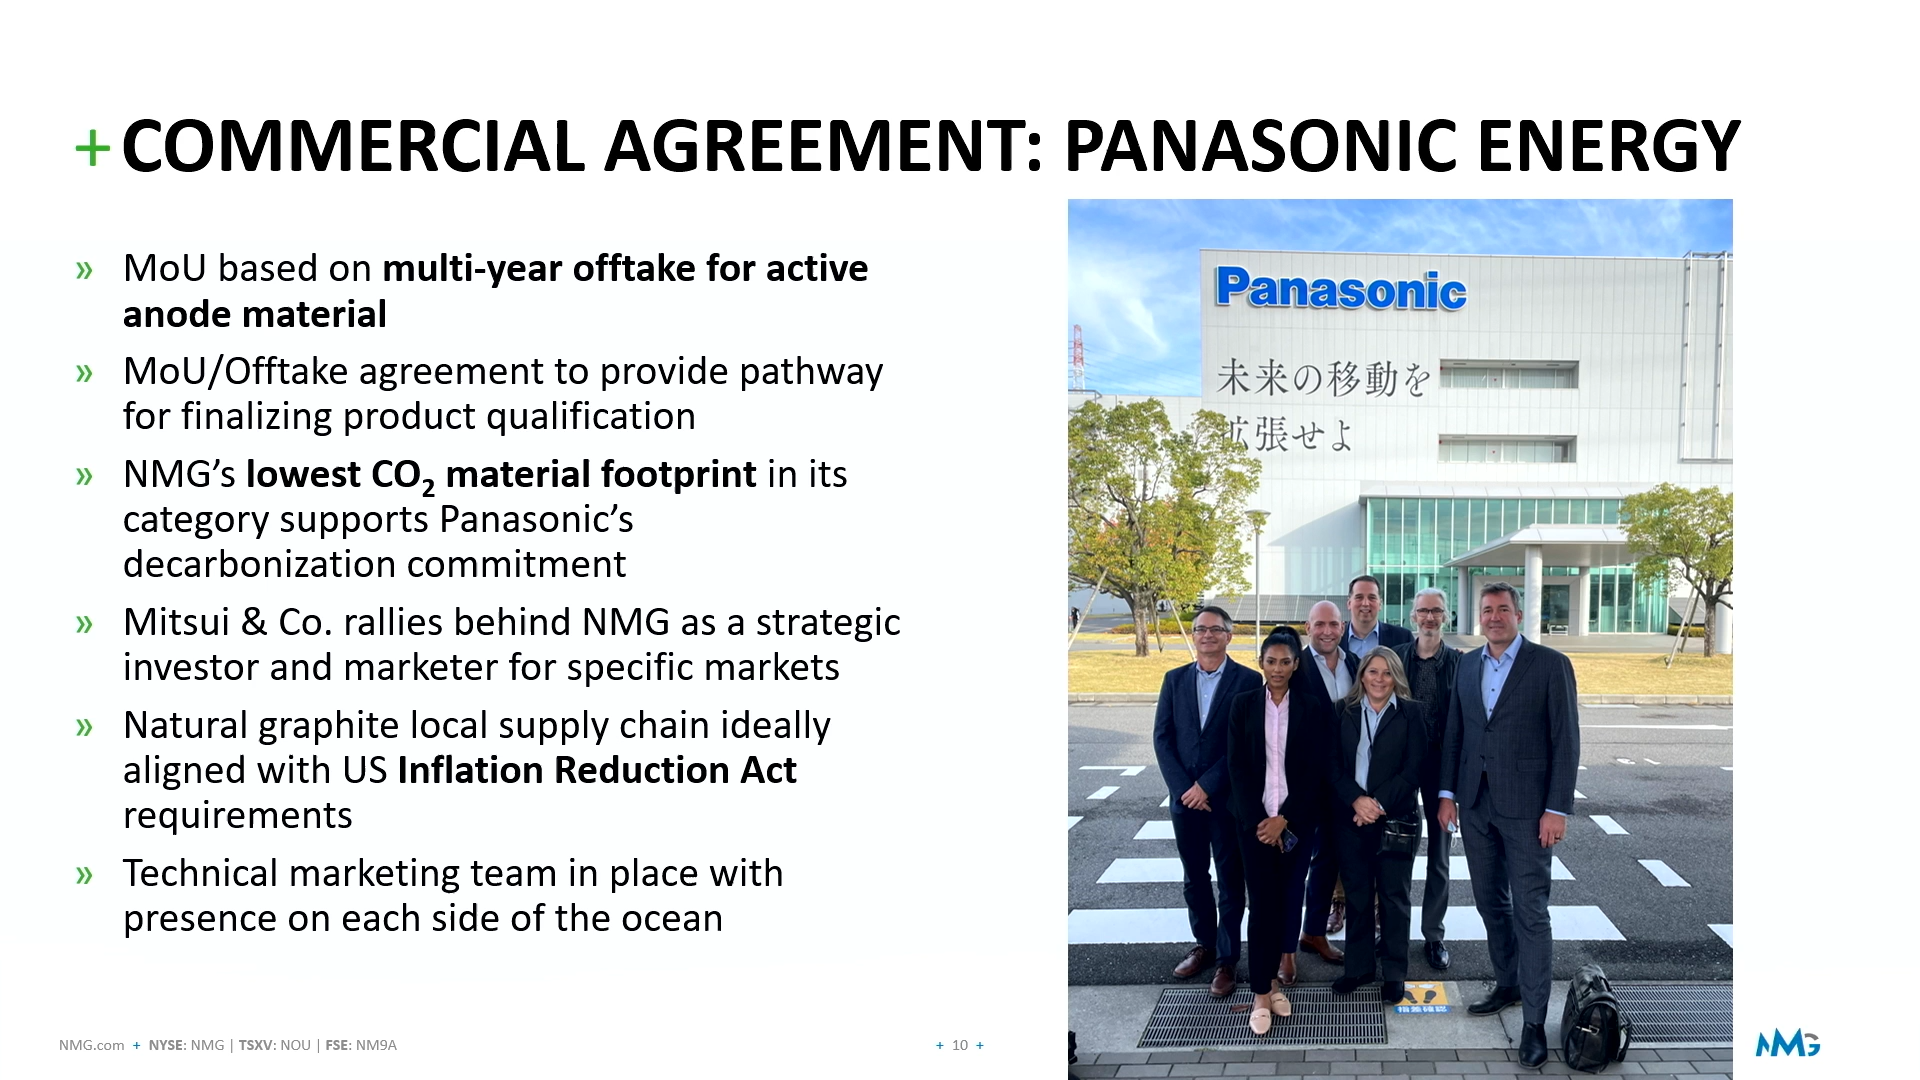 + COMMERCIAL AGREEMENT: PANASONIC ENERGY
» MoU based on multi-year offtake for active
anode material
» MoU/Offtake agreement to provide pathway
for finalizing product qualification
» NMG’s lowest CO₂ material footprint in its
category supports Panasonic’s
decarbonization commitment
» Mitsui & Co. rallies behind NMG as a strategic
investor and marketer for specific markets
» Natural graphite local supply chain ideally
aligned with US Inflation Reduction Act
requirements
» Technical marketing team in place with
presence on each side of the ocean
Panasonic
未来の移動を
拡張せよ
指差確認
NMG.com + NYSE: NMG | TSXV: NOU | FSE: NM9A
+ 10 +
NMG